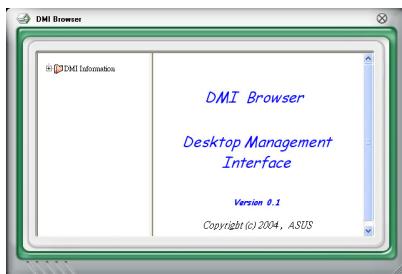 DMI Browser
DMI Information
DMI Browser
Desktop Management
Interface
Version 0.1
Copyright (c) 2004, ASUS